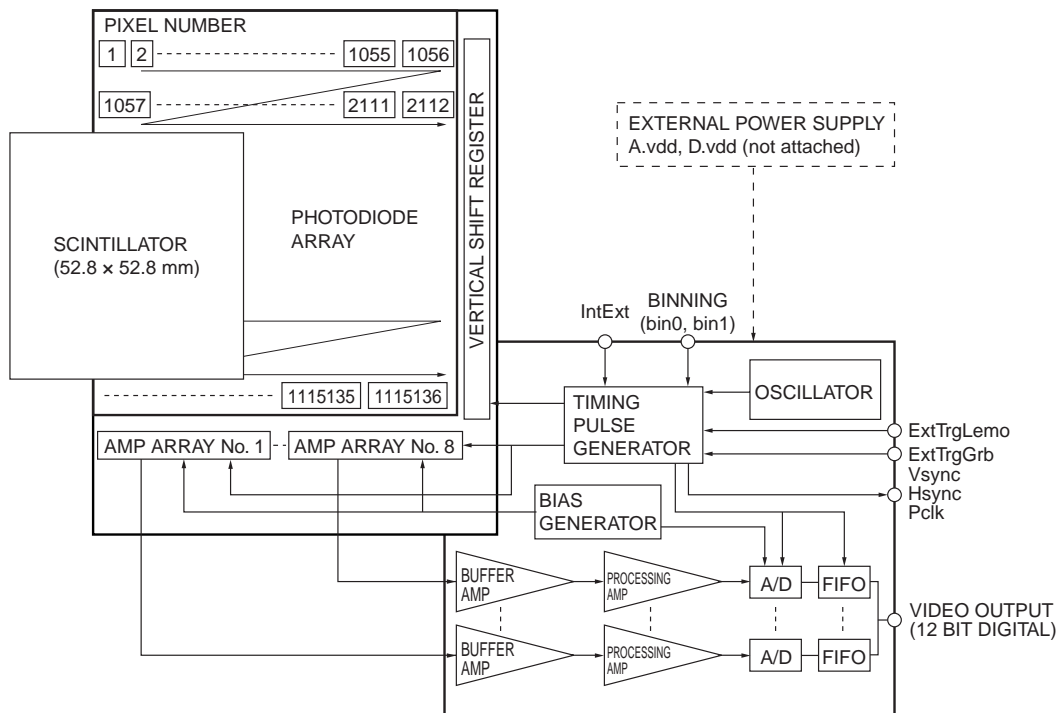 PIXEL NUMBER
1 2 1055 1056
1057 2111 2112
SCINTILLATOR
(52.8 × 52.8 mm)
PHOTODIODE
ARRAY
1115135 1115136
VERTICAL SHIFT REGISTER
AMP ARRAY No. 1 AMP ARRAY No. 8
EXTERNAL POWER SUPPLY
A.vdd, D.vdd (not attached)
IntExt
BINNING
(bin0, bin1)
TIMING
PULSE
GENERATOR
OSCILLATOR
ExtTrgLemo
ExtTrgGrb
Vsync
Hsync
Pclk
BIAS
GENERATOR
BUFFER
AMP
PROCESSING
AMP
A/D
FIFO
BUFFER
AMP
PROCESSING
AMP
A/D
FIFO
VIDEO OUTPUT
(12 BIT DIGITAL)